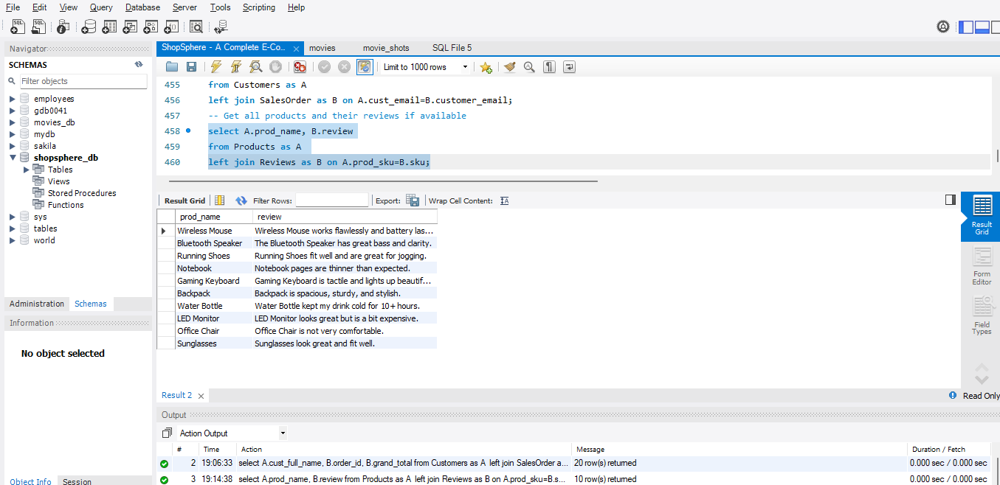 File Edit View Query Database Server Tools Scripting Help
Navigator
SCHEMAS
Filter objects
employees
gdb0041
movies_db
mydb
sakila
shopsphere_db
Tables
Views
Stored Procedures
Functions
sys
tables
world
Administration Schemas
Information
No object selected
Object Info Session
ShopSphere - A Complete E-Co... movies movie_shots SQL File 5
Limit to 1000 rows
455 from Customers as A
456 left join SalesOrder as B on A.cust_email=B.customer_email;
457 -- Get all products and their reviews if available
458 select A.prod_name, B.review
459 from Products as A
460 left join Reviews as B on A.prod_sku=B.sku;
Result Grid Filter Rows: Export: Wrap Cell Content:
prod_name review
Wireless Mouse Wireless Mouse works flawlessly and battery las...
Bluetooth Speaker The Bluetooth Speaker has great bass and clarity.
Running Shoes Running Shoes fit well and are great for jogging.
Notebook Notebook pages are thinner than expected.
Gaming Keyboard Gaming Keyboard is tactile and lights up beautif...
Backpack Backpack is spacious, sturdy, and stylish.
Water Bottle Water Bottle kept my drink cold for 10+ hours.
LED Monitor LED Monitor looks great but is a bit expensive.
Office Chair Office Chair is not very comfortable.
Sunglasses Sunglasses look great and fit well.
Result
Grid
Form
Editor
Field
Types
Result 2 Read Only
Output
Action Output
# Time Action Message Duration / Fetch
2 19:06:33 select A.cust_full_name, B.order_id, B.grand_total from Customers as A left join SalesOrder a... 20 row(s) returned 0.000 sec / 0.000 sec
3 19:14:38 select A.prod_name, B.review from Products as A left join Reviews as B on A.prod_sku=B.s... 10 row(s) returned 0.000 sec / 0.000 sec